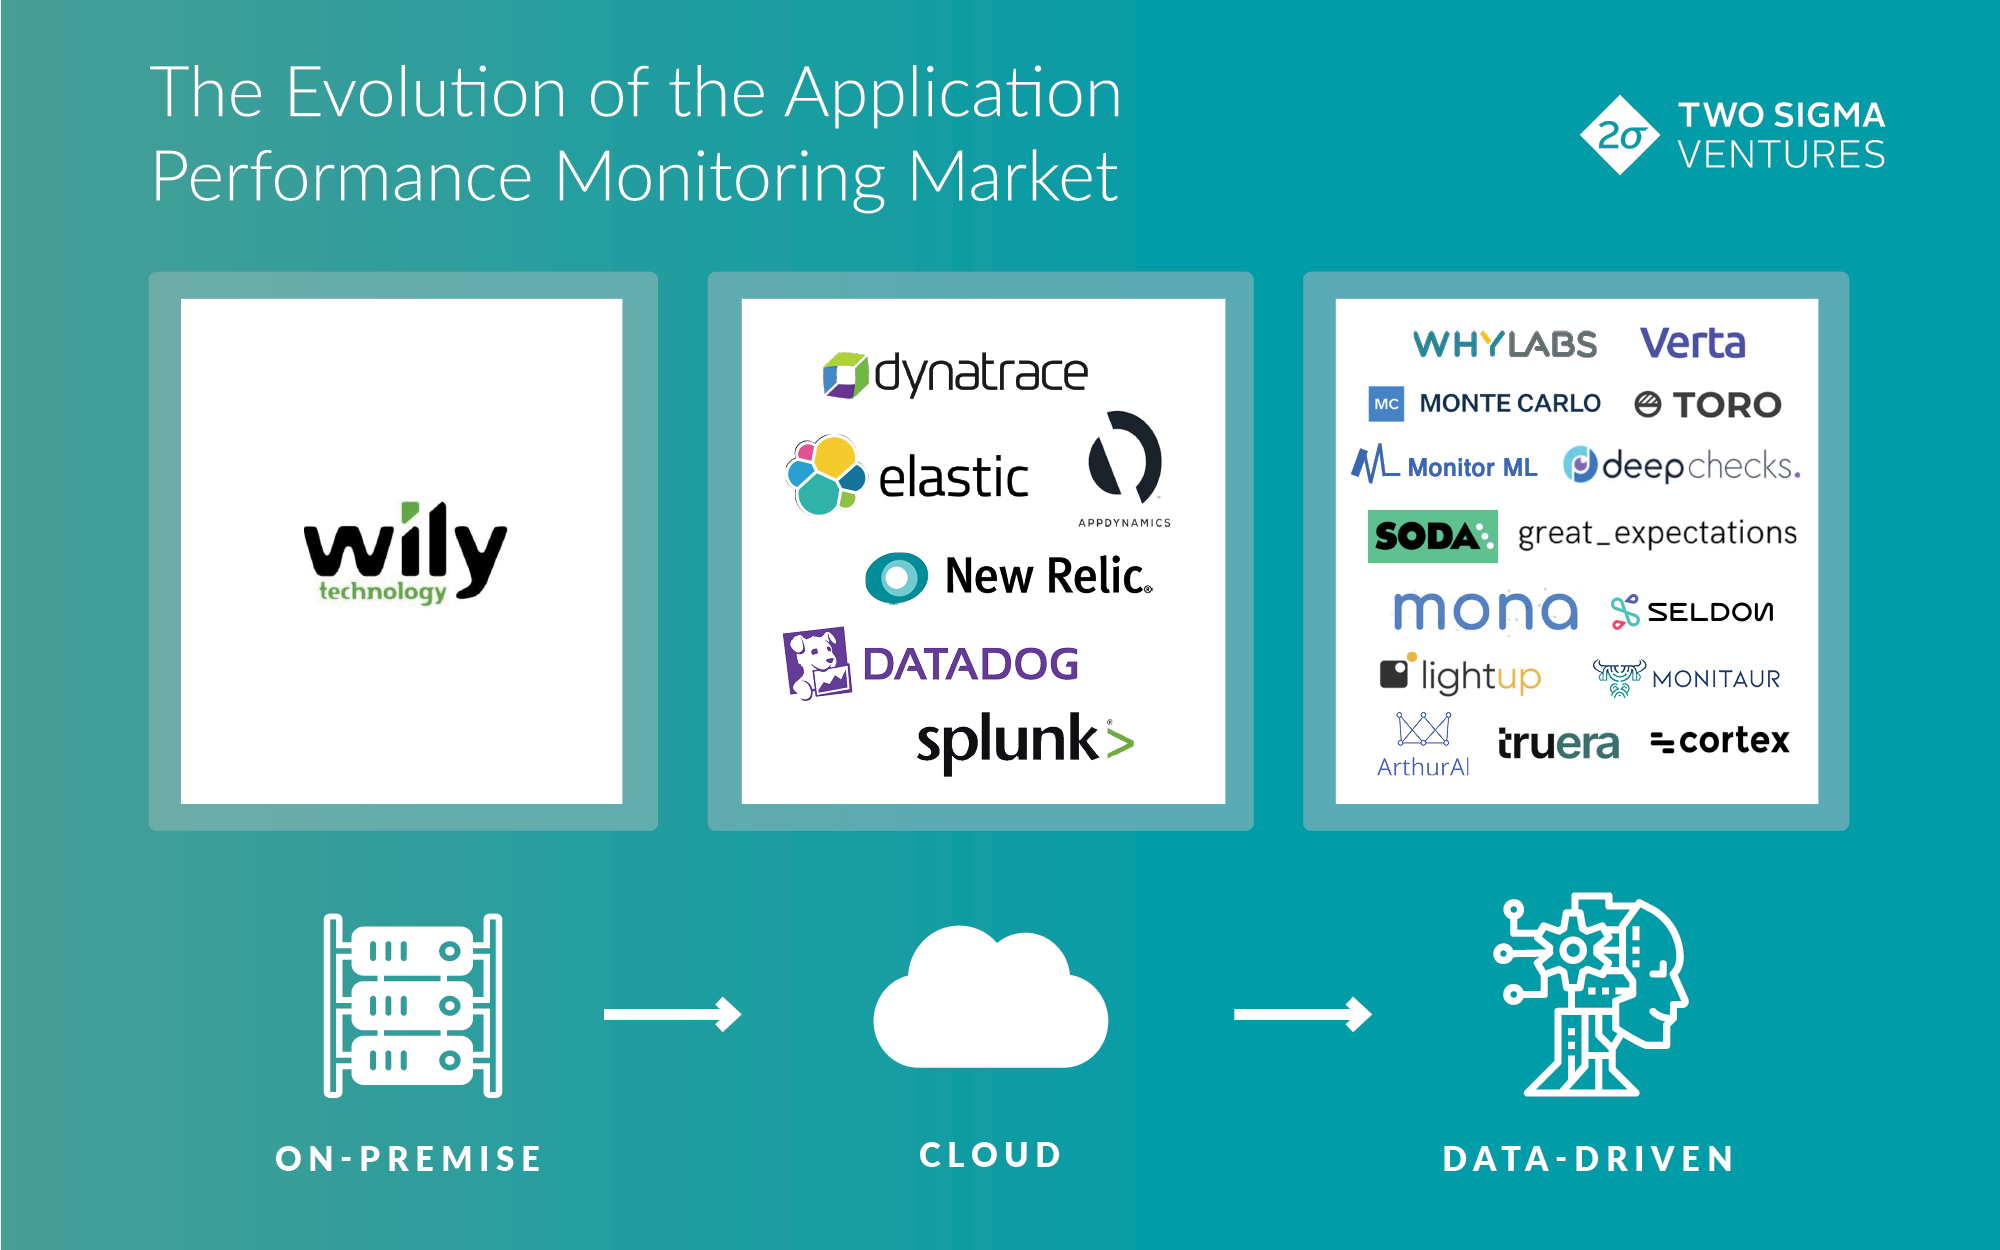 The Evolution of the Application
Performance Monitoring Market
2σ
TWO SIGMA
VENTURES
wily
technology
dynatrace
elastic
APPDYNAMICS
New Relic®
DATADOG
splunk>®
WHYLABS
Verta
MC
MONTE CARLO
TORO
Monitor ML
deepchecks.
SODA
great_expectations
mona
SELDON
lightup
MONITAUR
ArthurAI
truera
cortex
ON-PREMISE
CLOUD
DATA-DRIVEN